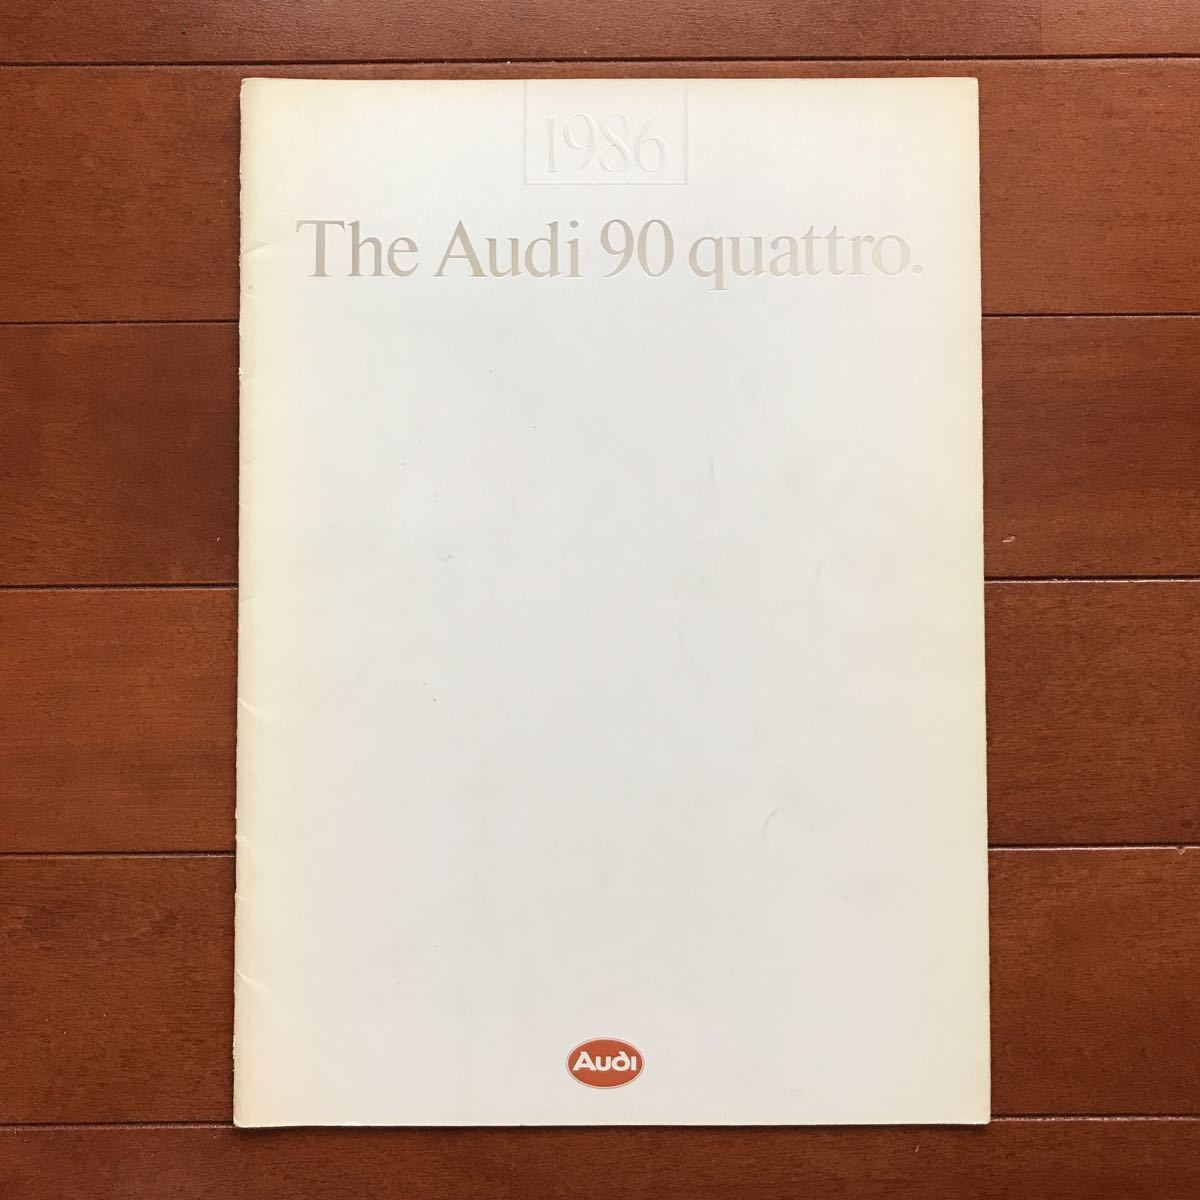 1986
The Audi 90 quattro.
Audi